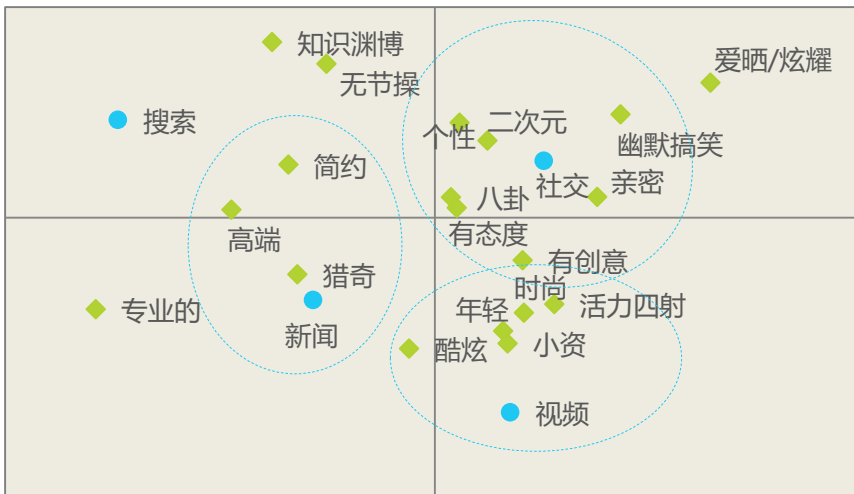 知识渊博
爱晒/炫耀
无节操
搜索
二次元
个性
幽默搞笑
简约
社交
亲密
八卦
高端
有态度
有创意
猎奇
时尚
专业的
年轻
活力四射
新闻
酷炫
小资
视频